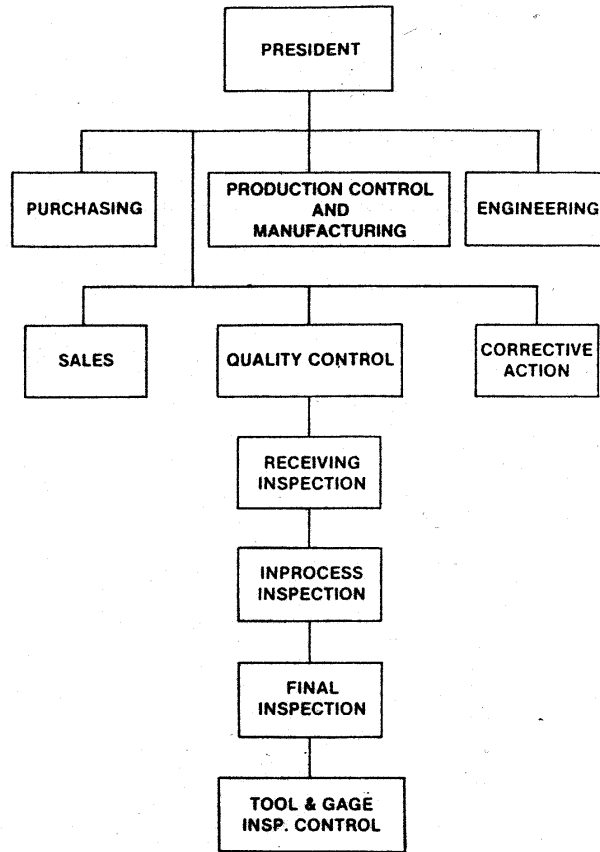 PRESIDENT
PURCHASING
PRODUCTION CONTROL
AND
MANUFACTURING
ENGINEERING
SALES
QUALITY CONTROL
CORRECTIVE
ACTION
RECEIVING
INSPECTION
INPROCESS
INSPECTION
FINAL
INSPECTION
TOOL & GAGE
INSP. CONTROL